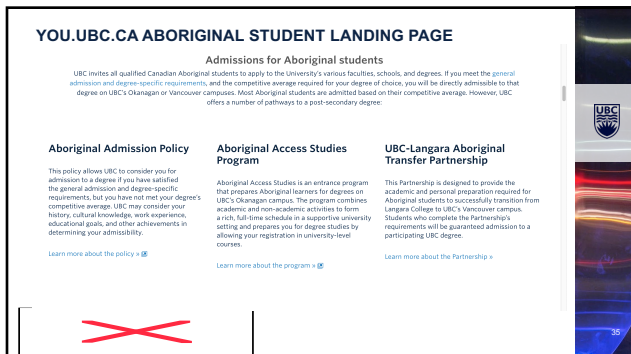 YOU.UBC.CA ABORIGINAL STUDENT LANDING PAGE
Admissions for Aboriginal students
UBC invites all qualified Canadian Aboriginal students to apply to the University's various faculties, schools, and degrees. If you meet the general
admission and degree-specific requirements, and the competitive average required for your degree of choice, you will be directly admissible to that
degree on UBC's Okanagan or Vancouver campuses. Most Aboriginal students are admitted based on their competitive average. However, UBC
offers a number of pathways to a post-secondary degree:
Aboriginal Admission Policy
This policy allows UBC to consider you for
admission to a degree if you have satisfied
the general admission and degree-specific
requirements, but you have not met your degree's
competitive average. UBC may consider your
history, cultural knowledge, work experience,
educational goals, and other achievements in
determining your admissibility.
Learn more about the policy »
Aboriginal Access Studies
Program
Aboriginal Access Studies is an entrance program
that prepares Aboriginal learners for degrees on
UBC's Okanagan campus. The program combines
academic and non-academic activities to form
a rich, full-time schedule in a supportive university
setting and prepares you for degree studies by
allowing your registration in university-level
courses.
Learn more about the program »
UBC-Langara Aboriginal
Transfer Partnership
This Partnership is designed to provide the
academic and personal preparation required for
Aboriginal students to successfully transition from
Langara College to UBC's Vancouver campus.
Students who complete the Partnership's
requirements will be guaranteed admission to a
participating UBC degree.
Learn more about the Partnership »
UBC
35